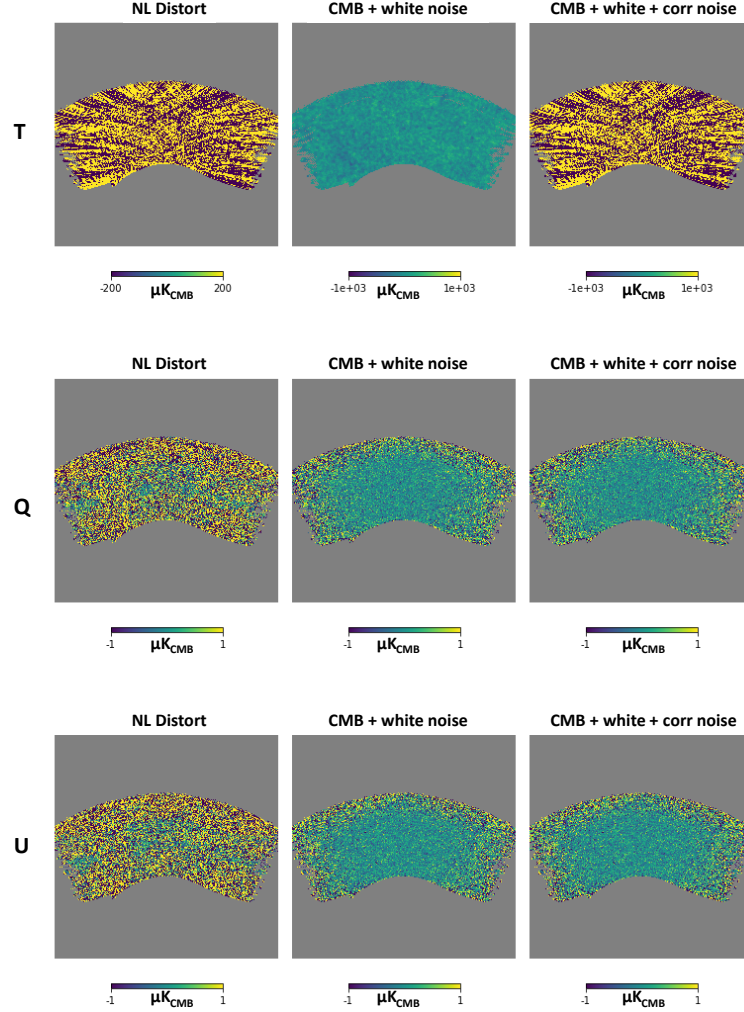 NL Distort CMB + white noise CMB + white + corr noise
T
-200 μK_CMB 200 -1e+03 μK_CMB 1e+03 -1e+03 μK_CMB 1e+03
NL Distort CMB + white noise CMB + white + corr noise
Q
-1 μK_CMB 1 -1 μK_CMB 1 -1 μK_CMB 1
NL Distort CMB + white noise CMB + white + corr noise
U
-1 μK_CMB 1 -1 μK_CMB 1 -1 μK_CMB 1